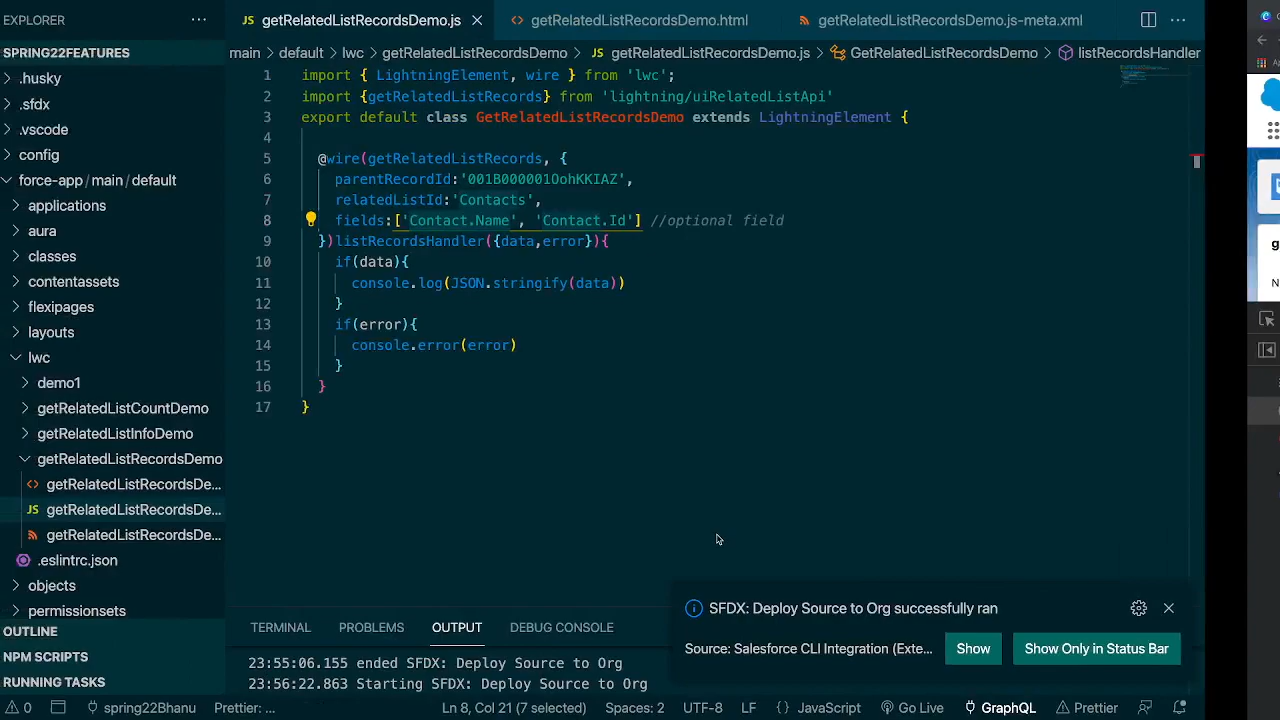 EXPLORER
SPRING22FEATURES
.husky
.sfdx
.vscode
config
force-app/main/default
applications
aura
classes
contentassets
flexipages
layouts
lwc
demo1
getRelatedListCountDemo
getRelatedListInfoDemo
getRelatedListRecordsDemo
getRelatedListRecordsDe...
JS getRelatedListRecordsDe...
getRelatedListRecordsDe...
.eslintrc.json
objects
permissionsets
OUTLINE
NPM SCRIPTS
RUNNING TASKS
JS getRelatedListRecordsDemo.js
getRelatedListRecordsDemo.html
getRelatedListRecordsDemo.js-meta.xml
main > default > lwc > getRelatedListRecordsDemo > JS getRelatedListRecordsDemo.js > GetRelatedListRecordsDemo > listRecordsHandler
1 import { LightningElement, wire } from 'lwc';
2 import {getRelatedListRecords} from 'lightning/uiRelatedListApi'
3 export default class GetRelatedListRecordsDemo extends LightningElement {
4
5 @wire(getRelatedListRecords, {
6 parentRecordId:'001B000001OohKKIAZ',
7 relatedListId:'Contacts',
8 fields:['Contact.Name', 'Contact.Id'] //optional field
9 })listRecordsHandler({data,error}){
10 if(data){
11 console.log(JSON.stringify(data))
12 }
13 if(error){
14 console.error(error)
15 }
16 }
17 }
TERMINAL PROBLEMS OUTPUT DEBUG CONSOLE
23:55:06.155 ended SFDX: Deploy Source to Org
23:56:22.863 Starting SFDX: Deploy Source to Org
SFDX: Deploy Source to Org successfully ran
Source: Salesforce CLI Integration (Exte...
Show
Show Only in Status Bar
0 spring22Bhanu Prettier: ... Ln 8, Col 21 (7 selected) Spaces: 2 UTF-8 LF {} JavaScript Go Live GraphQL Prettier